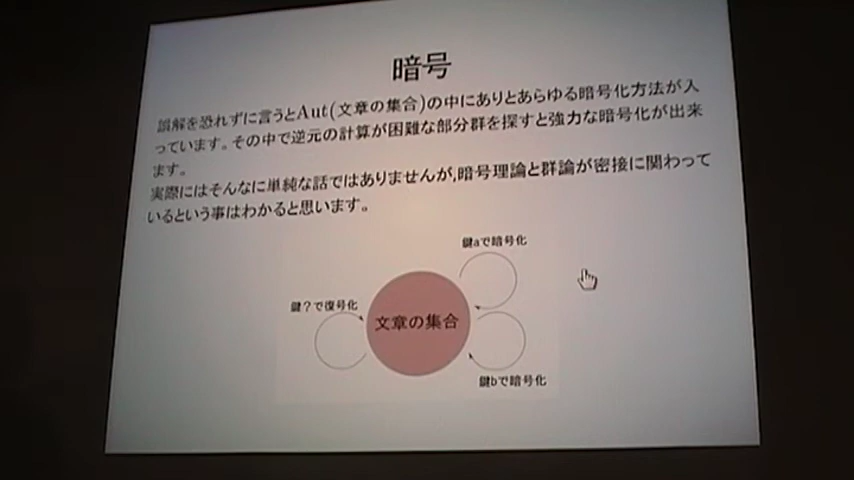 暗号
誤解を恐れずに言うとAut(文章の集合)の中にありとあらゆる暗号化方法が入
っています。その中で逆元の計算が困難な部分群を探すと強力な暗号化が出来
ます。
実際にはそんなに単純な話ではありませんが,暗号理論と群論が密接に関わって
いるという事はわかると思います。
鍵aで暗号化
鍵?で復号化
文章の集合
鍵bで暗号化